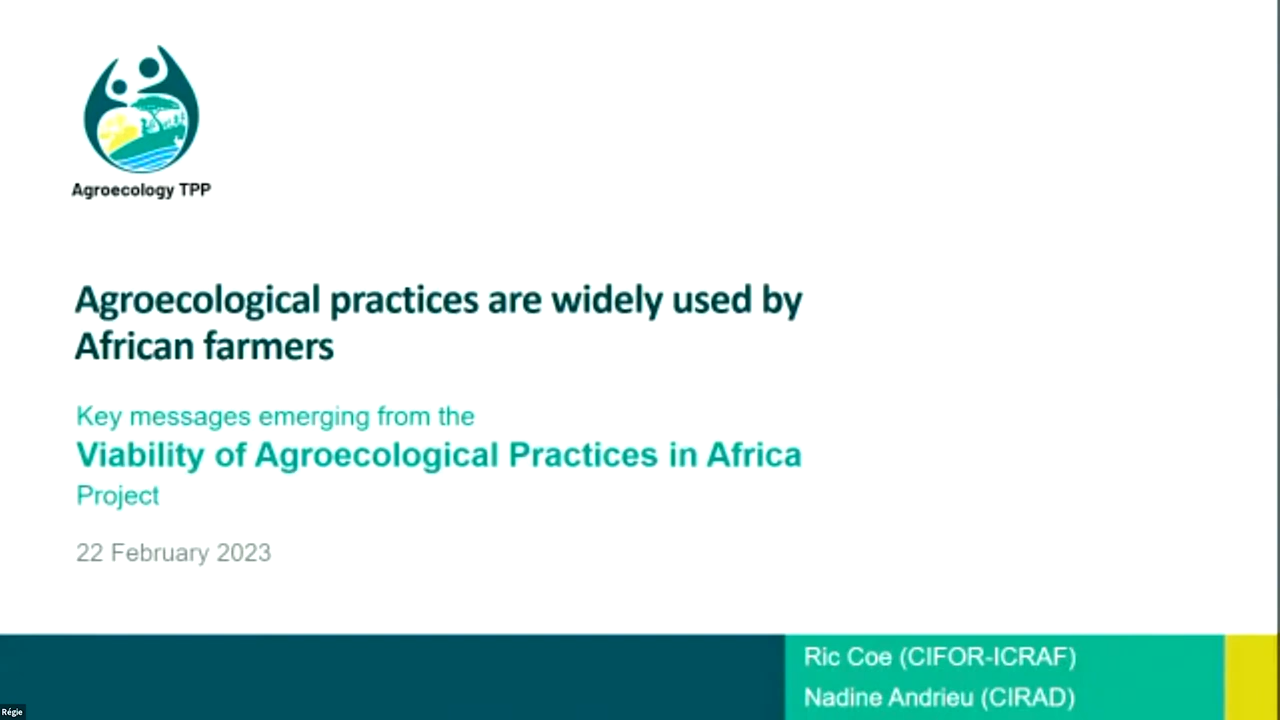 Agroecology TPP
Agroecological practices are widely used by
African farmers
Key messages emerging from the
Viability of Agroecological Practices in Africa
Project
22 February 2023
Ric Coe (CIFOR-ICRAF)
Nadine Andrieu (CIRAD)
Régie